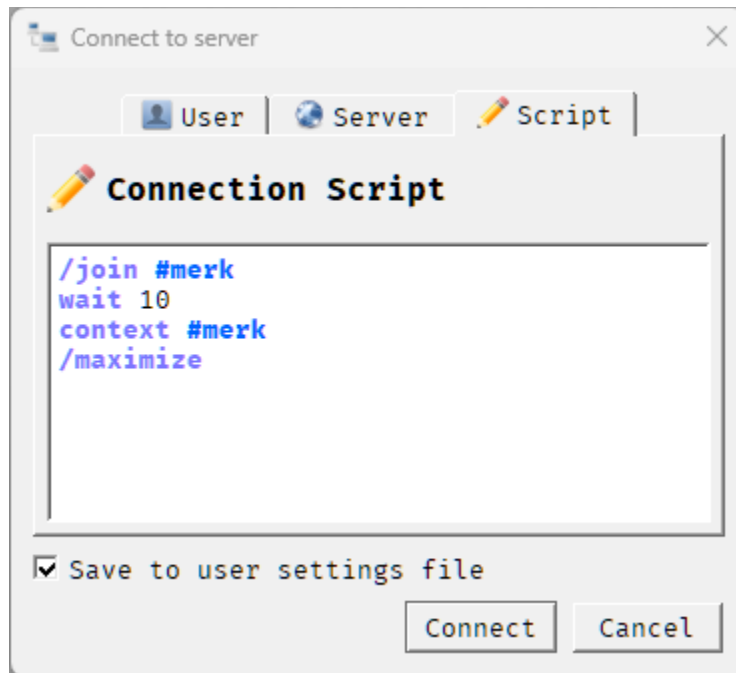 Connect to server
User
Server
Script
Connection Script
/join #merk
wait 10
context #merk
/maximize
Save to user settings file
Connect
Cancel